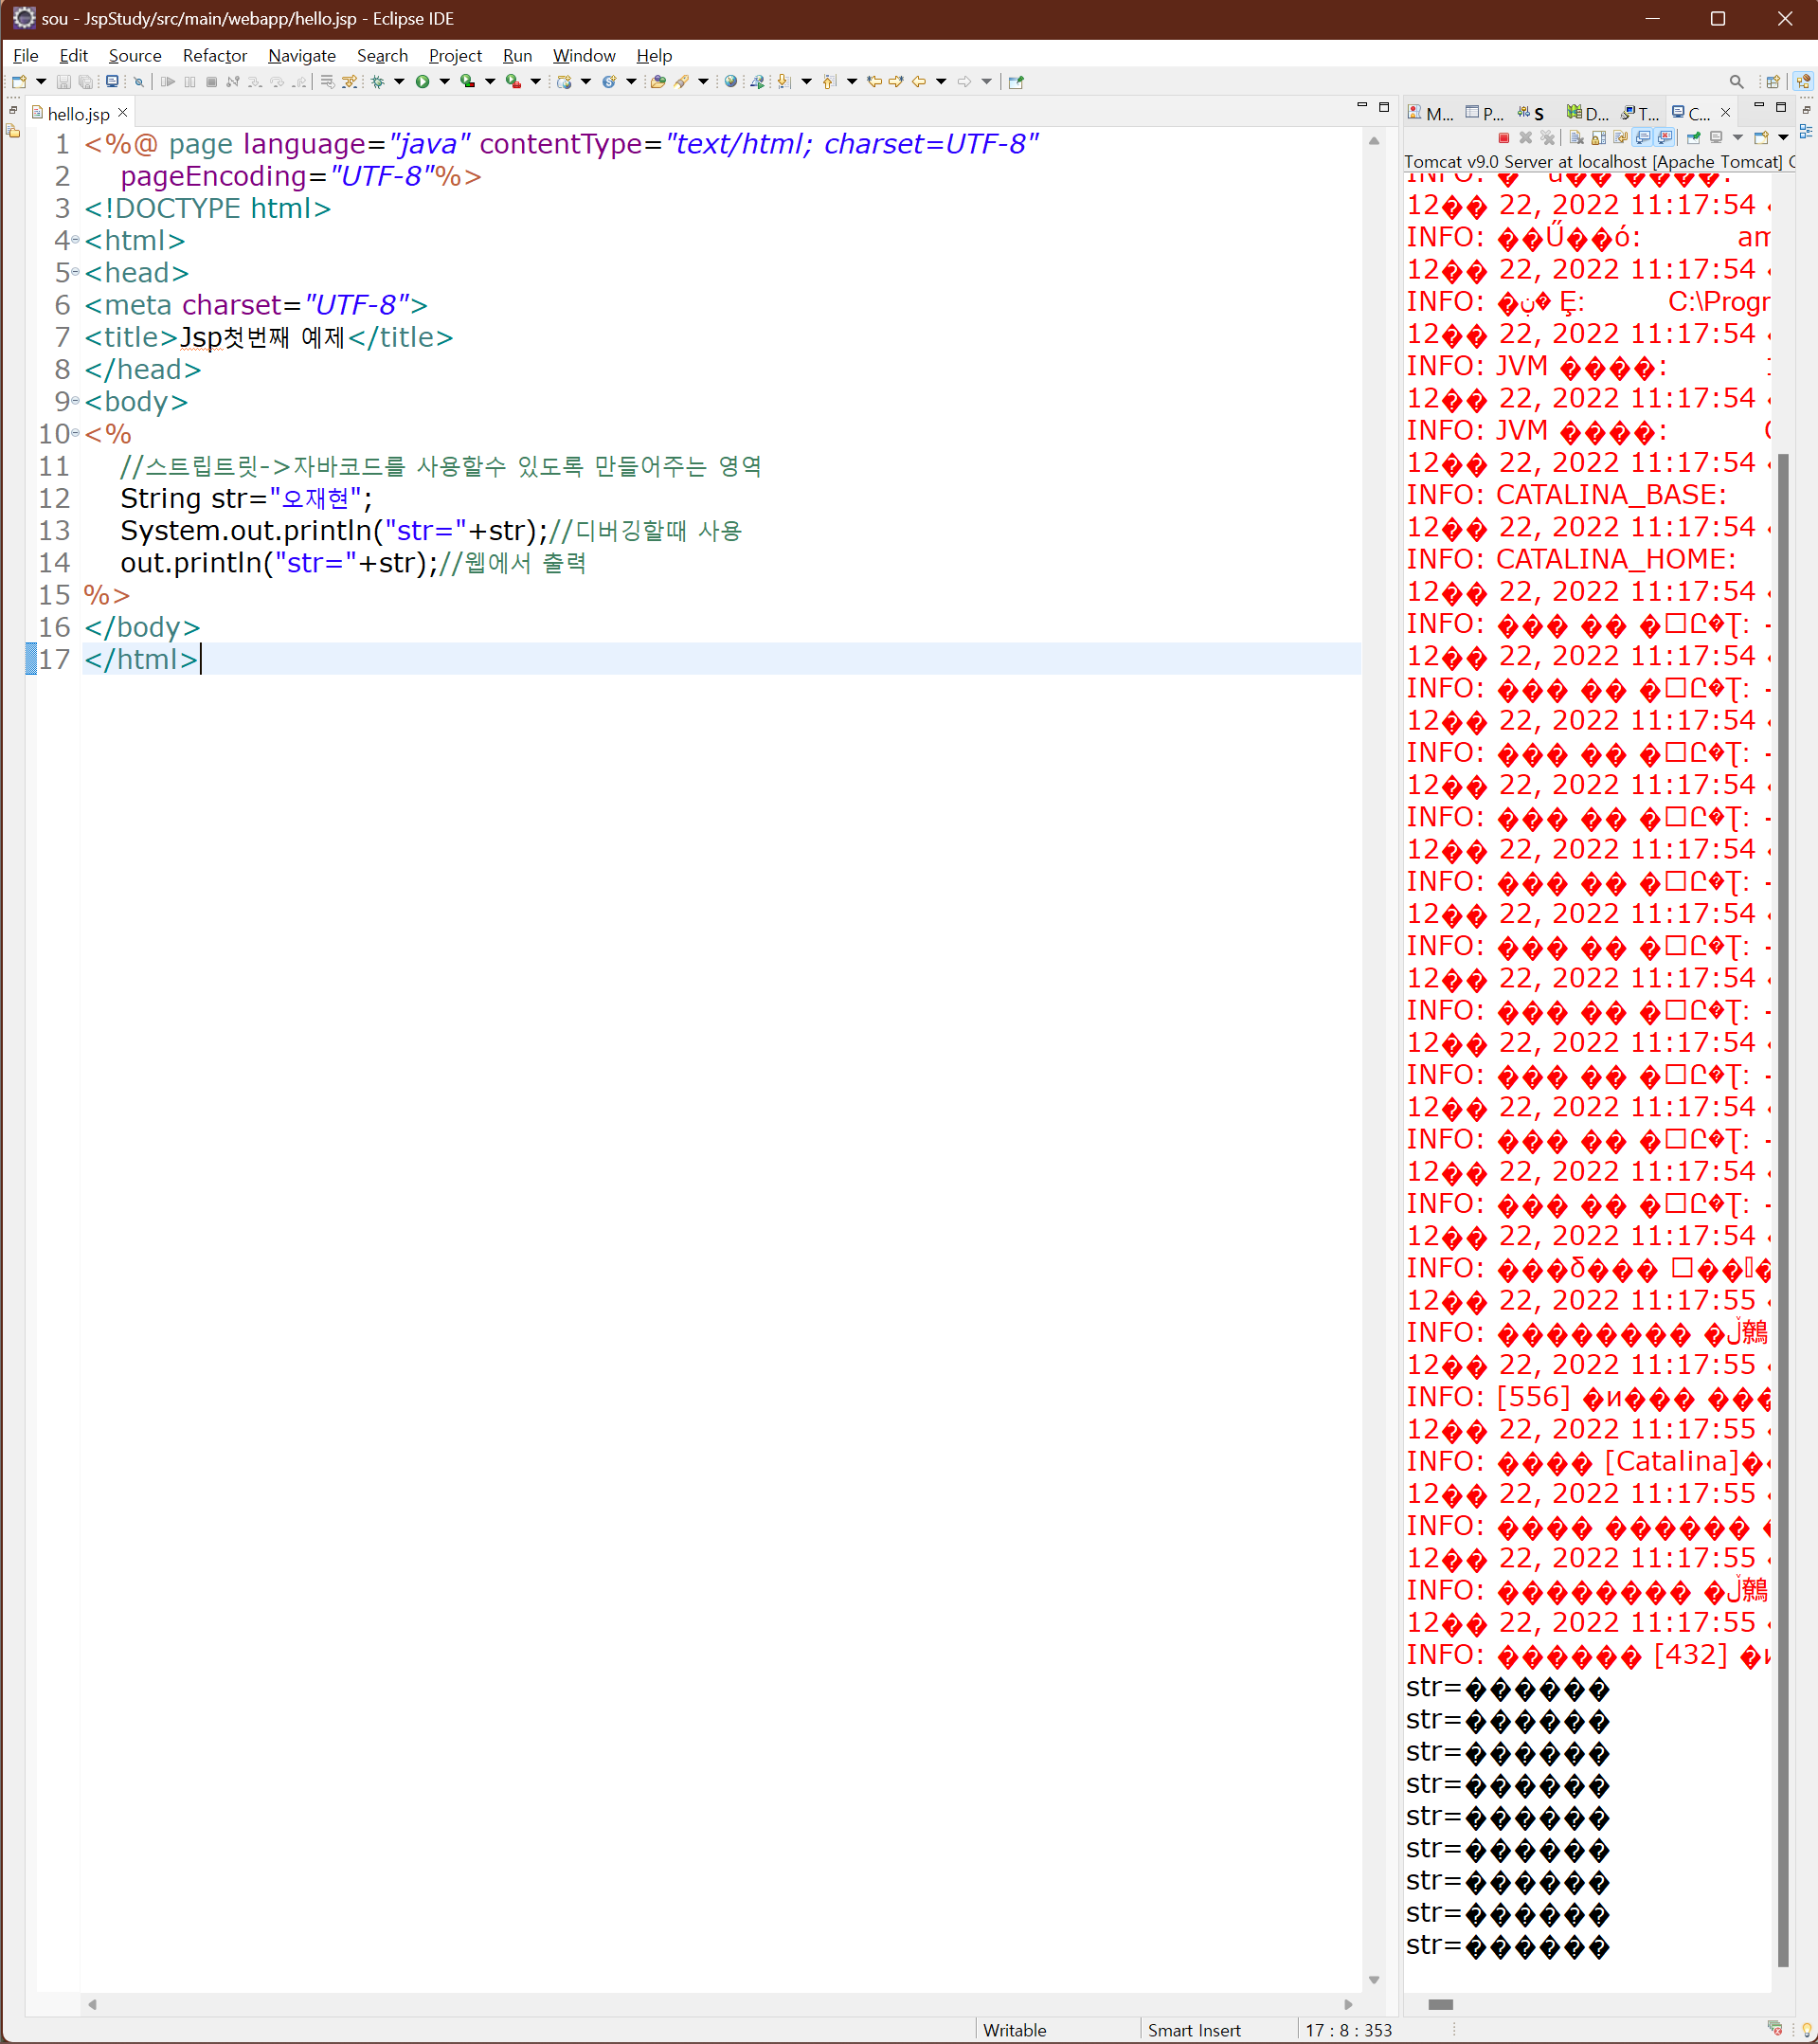 sou - JspStudy/src/main/webapp/hello.jsp - Eclipse IDE
File Edit Source Refactor Navigate Search Project Run Window Help
hello.jsp
1 <%@ page language="java" contentType="text/html; charset=UTF-8"
2 pageEncoding="UTF-8"%>
3 <!DOCTYPE html>
4 <html>
5 <head>
6 <meta charset="UTF-8">
7 <title>Jsp첫번째 예제</title>
8 </head>
9 <body>
10 <%
11 //스트립트릿->자바코드를 사용할수 있도록 만들어주는 영역
12 String str="오재현";
13 System.out.println("str="+str);//디버깅할때 사용
14 out.println("str="+str);//웹에서 출력
15 %>
16 </body>
17 </html>
M... P... S D... T... C...
Tomcat v9.0 Server at localhost [Apache Tomcat] C
12�� 22, 2022 11:17:54
INFO: ��Ű��ó: am
12�� 22, 2022 11:17:54
INFO: C:\Progr
12�� 22, 2022 11:17:54
INFO: JVM ����:
12�� 22, 2022 11:17:54
INFO: JVM ����:
12�� 22, 2022 11:17:54
INFO: CATALINA_BASE:
12�� 22, 2022 11:17:54
INFO: CATALINA_HOME:
12�� 22, 2022 11:17:54
INFO: ��� �� �
12�� 22, 2022 11:17:54
INFO: ��� �� �
12�� 22, 2022 11:17:54
INFO: ��� �� �
12�� 22, 2022 11:17:54
INFO: ��� �� �
12�� 22, 2022 11:17:54
INFO: ��� �� �
12�� 22, 2022 11:17:54
INFO: ��� �� �
12�� 22, 2022 11:17:54
INFO: ��� �� �
12�� 22, 2022 11:17:54
INFO: ��� �� �
12�� 22, 2022 11:17:54
INFO: ��� �� �
12�� 22, 2022 11:17:54
INFO: ��� �� �
12�� 22, 2022 11:17:54
INFO: ���δ���
12�� 22, 2022 11:17:55
INFO: ��������
12�� 22, 2022 11:17:55
INFO: [556] �и��� ���
12�� 22, 2022 11:17:55
INFO: ���� [Catalina]�
12�� 22, 2022 11:17:55
INFO: ���� ������
12�� 22, 2022 11:17:55
INFO: ��������
12�� 22, 2022 11:17:55
INFO: ������ [432]
str=������
str=������
str=������
str=������
str=������
str=������
str=������
str=������
str=������
Writable Smart Insert 17 : 8 : 353